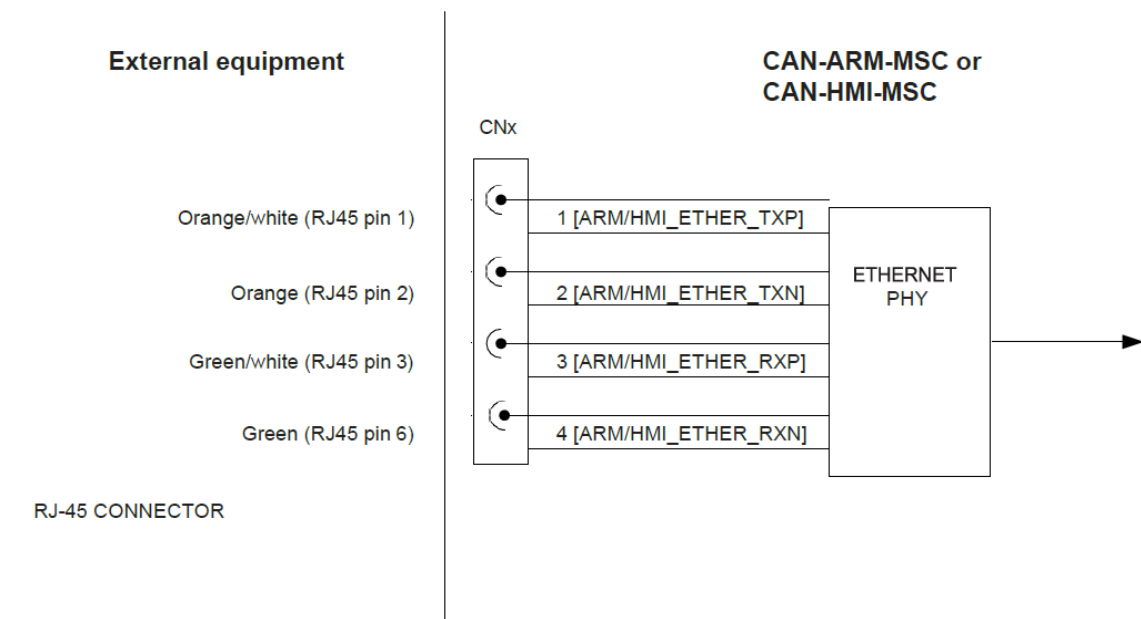 External equipment
CAN-ARM-MSC or
CAN-HMI-MSC
CNx
Orange/white (RJ45 pin 1)
1 [ARM/HMI_ETHER_TXP]
Orange (RJ45 pin 2)
2 [ARM/HMI_ETHER_TXN]
ETHERNET
PHY
Green/white (RJ45 pin 3)
3 [ARM/HMI_ETHER_RXP]
Green (RJ45 pin 6)
4 [ARM/HMI_ETHER_RXN]
RJ-45 CONNECTOR